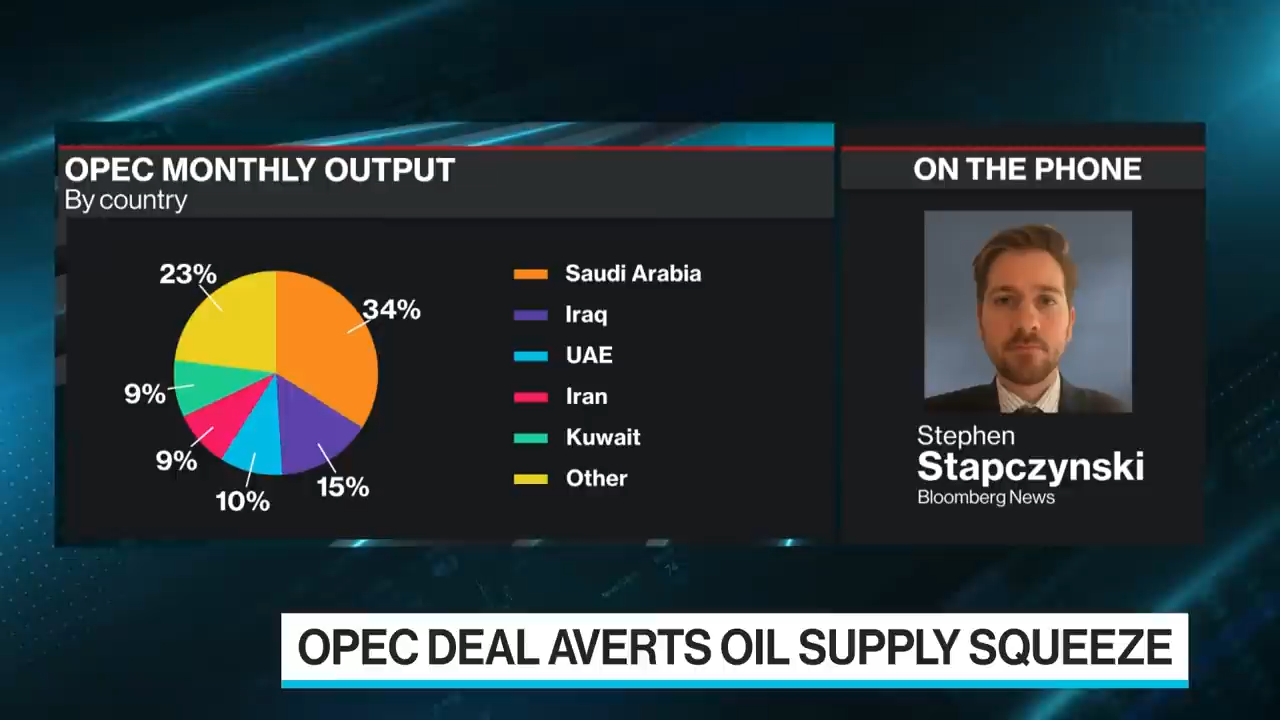 OPEC MONTHLY OUTPUT
By country
23%
34%
9%
9%
10%
15%
Saudi Arabia
Iraq
UAE
Iran
Kuwait
Other
ON THE PHONE
Stephen
Stapczynski
Bloomberg News
OPEC DEAL AVERTS OIL SUPPLY SQUEEZE